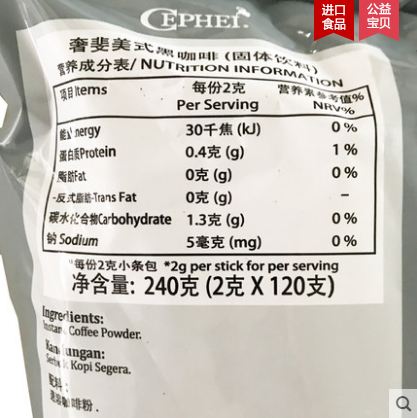 CEPHEI
进口
食品
公益
宝贝
奢斐美式黑咖啡 (固体饮料)
营养成分表/ NUTRITION INFORMATION
项目Items 每份2克 Per Serving 营养素参考值% NRV%
能量Energy 30千焦 (kJ) 0%
蛋白质Protein 0.4克 (g) 1%
脂肪Fat 0克 (g) 0%
-反式脂肪-Trans Fat 0克 (g) –
碳水化合物Carbohydrate 1.3克 (g) 0%
钠 Sodium 5毫克 (mg) 0%
*每份2克小条包 *2g per stick for per serving
净含量: 240克 (2克 X 120支)
Ingredients:
Instant Coffee Powder.
Kandungan:
Serbuk Kopi Segera.
配料:
速溶咖啡粉.